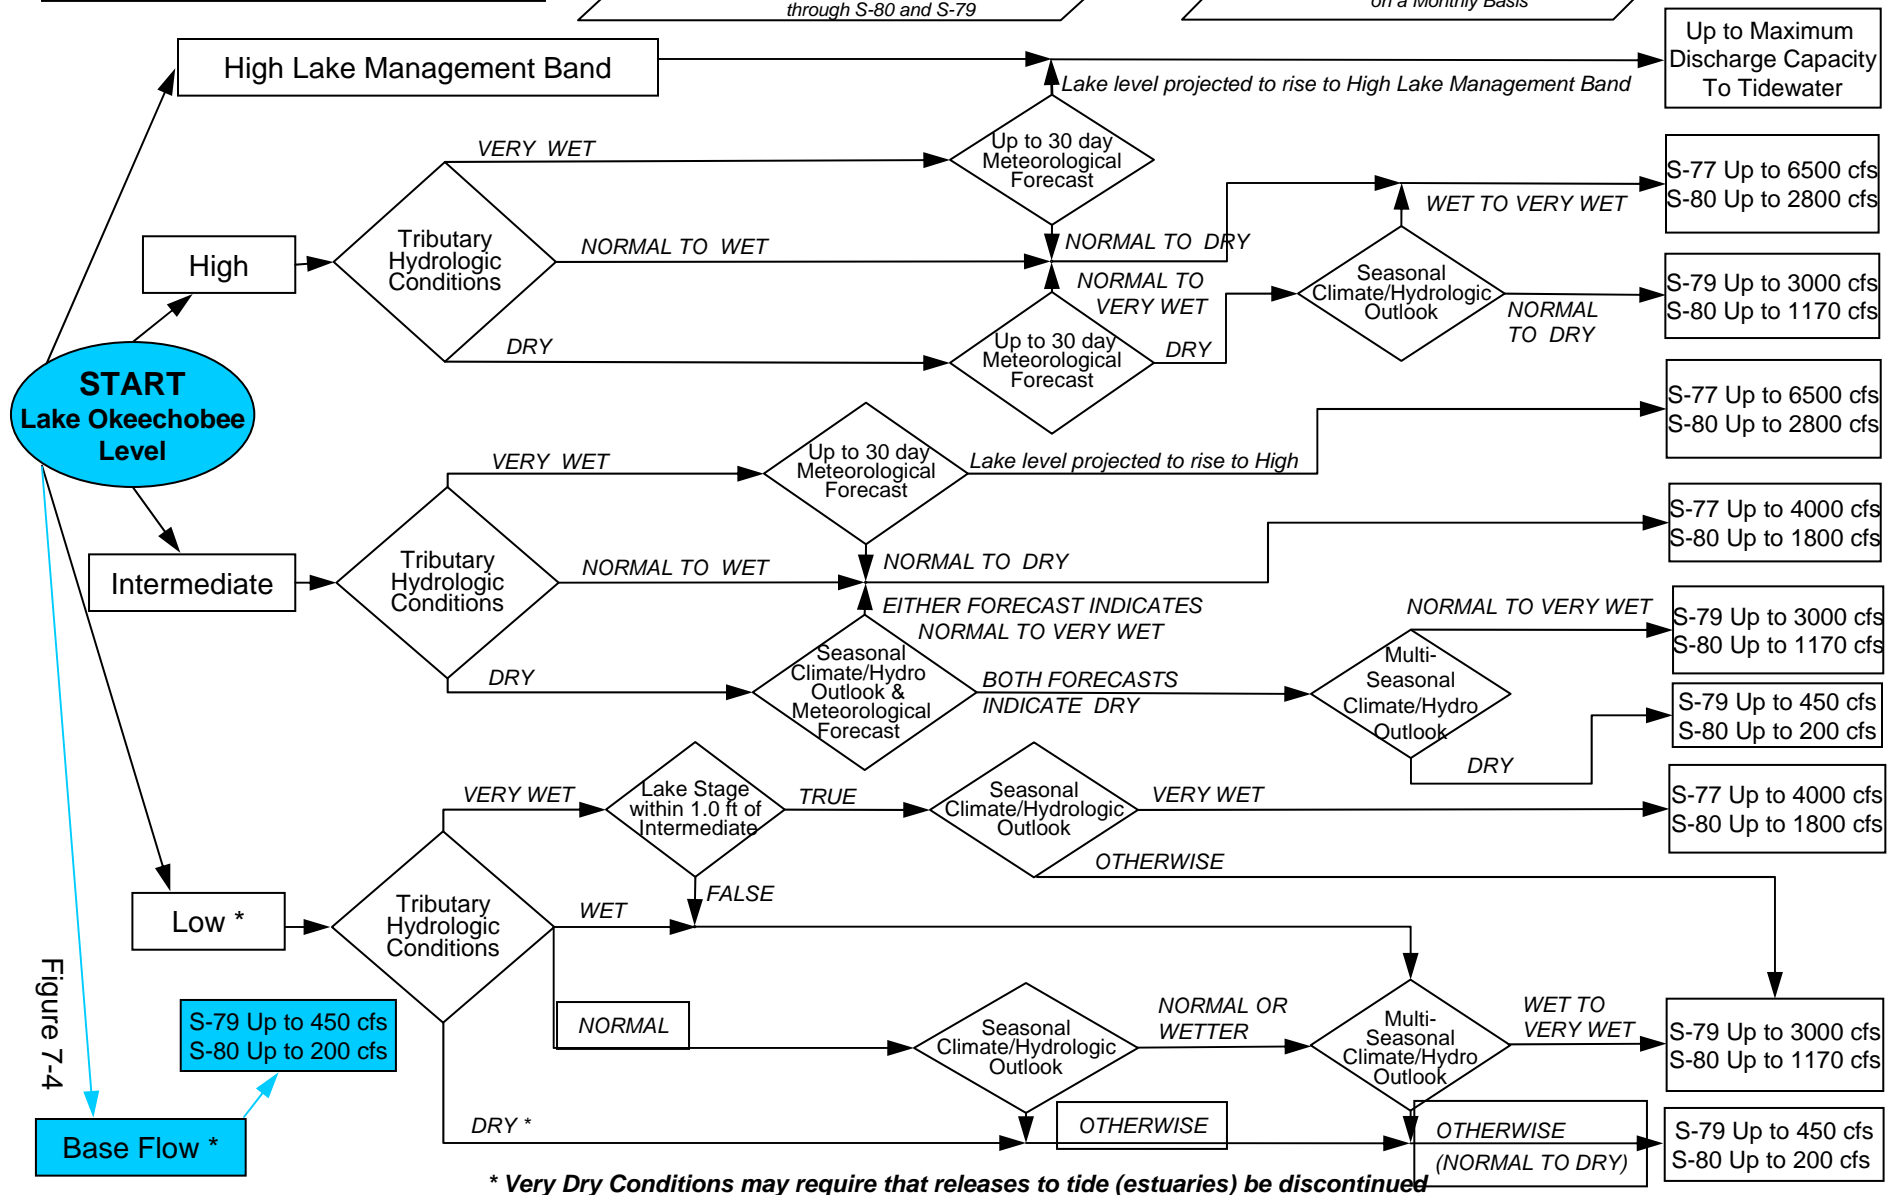 through S-80 and S-79
on a Monthly Basis
High Lake Management Band
Lake level projected to rise to High Lake Management Band
Up to Maximum
Discharge Capacity
To Tidewater
VERY WET
Up to 30 day
Meteorological
Forecast
S-77 Up to 6500 cfs
S-80 Up to 2800 cfs
WET TO VERY WET
High
Tributary
Hydrologic
Conditions
NORMAL TO WET
NORMAL TO DRY
NORMAL TO
VERY WET
Seasonal
Climate/Hydrologic
Outlook
NORMAL
TO DRY
S-79 Up to 3000 cfs
S-80 Up to 1170 cfs
DRY
Up to 30 day
Meteorological
Forecast
DRY
START
Lake Okeechobee
Level
VERY WET
Up to 30 day
Meteorological
Forecast
Lake level projected to rise to High
S-77 Up to 6500 cfs
S-80 Up to 2800 cfs
Intermediate
Tributary
Hydrologic
Conditions
NORMAL TO WET
NORMAL TO DRY
S-77 Up to 4000 cfs
S-80 Up to 1800 cfs
EITHER FORECAST INDICATES
NORMAL TO VERY WET
DRY
Seasonal
Climate/Hydro
Outlook &
Meteorological
Forecast
BOTH FORECASTS
INDICATE DRY
Multi-
Seasonal
Climate/Hydro
Outlook
NORMAL TO VERY WET
S-79 Up to 3000 cfs
S-80 Up to 1170 cfs
DRY
S-79 Up to 450 cfs
S-80 Up to 200 cfs
VERY WET
Lake Stage
within 1.0 ft of
Intermediate
TRUE
Seasonal
Climate/Hydrologic
Outlook
VERY WET
S-77 Up to 4000 cfs
S-80 Up to 1800 cfs
OTHERWISE
FALSE
Low *
Tributary
Hydrologic
Conditions
WET
NORMAL
Seasonal
Climate/Hydrologic
Outlook
NORMAL OR
WETTER
Multi-
Seasonal
Climate/Hydro
Outlook
WET TO
VERY WET
S-79 Up to 3000 cfs
S-80 Up to 1170 cfs
DRY *
OTHERWISE
OTHERWISE
(NORMAL TO DRY)
S-79 Up to 450 cfs
S-80 Up to 200 cfs
S-79 Up to 450 cfs
S-80 Up to 200 cfs
Base Flow *
Figure 7-4
* Very Dry Conditions may require that releases to tide (estuaries) be discontinued